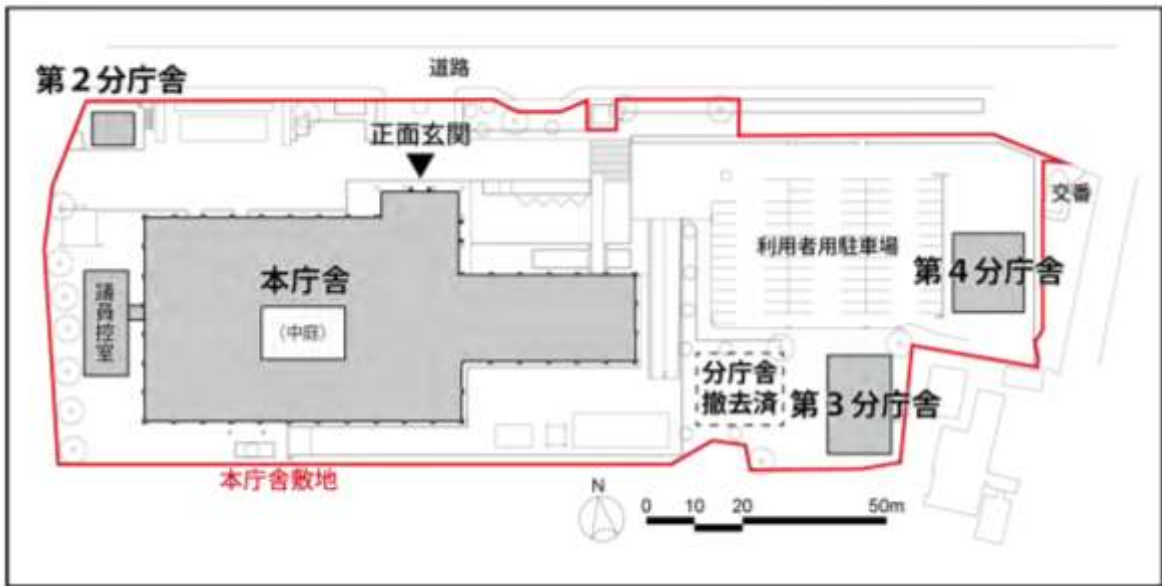 第2分庁舎
道路
正面玄関
交番
利用者用駐車場
第4分庁舎
本庁舎
議員控室
（中庭）
分庁舎
撤去済
第3分庁舎
本庁舎敷地
N
0 10 20 50m